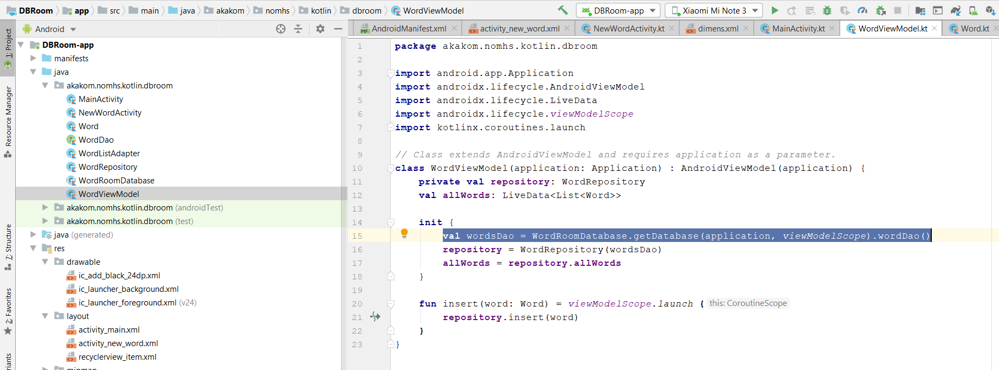 DBRoom app src main java akakom nomhs kotlin dbroom WordViewModel DBRoom-app Xiaomi Mi Note 3
1: Project
Resource Manager
7: Structure
2: Favorites
Android
DBRoom-app
manifests
java
akakom.nomhs.kotlin.dbroom
MainActivity
NewWordActivity
Word
WordDao
WordListAdapter
WordRepository
WordRoomDatabase
WordViewModel
akakom.nomhs.kotlin.dbroom (androidTest)
akakom.nomhs.kotlin.dbroom (test)
java (generated)
res
drawable
ic_add_black_24dp.xml
ic_launcher_background.xml
ic_launcher_foreground.xml (v24)
layout
activity_main.xml
activity_new_word.xml
recyclerview_item.xml
AndroidManifest.xml activity_new_word.xml NewWordActivity.kt dimens.xml MainActivity.kt WordViewModel.kt Word.kt
1 package akakom.nomhs.kotlin.dbroom
2
3 import android.app.Application
4 import androidx.lifecycle.AndroidViewModel
5 import androidx.lifecycle.LiveData
6 import androidx.lifecycle.viewModelScope
7 import kotlinx.coroutines.launch
8
9 // Class extends AndroidViewModel and requires application as a parameter.
10 class WordViewModel(application: Application) : AndroidViewModel(application) {
11 private val repository: WordRepository
12 val allWords: LiveData<List<Word>>
13
14 init {
15 val wordsDao = WordRoomDatabase.getDatabase(application, viewModelScope).wordDao()
16 repository = WordRepository(wordsDao)
17 allWords = repository.allWords
18 }
19
20 fun insert(word: Word) = viewModelScope.launch { this: CoroutineScope
21 repository.insert(word)
22 }
23 }